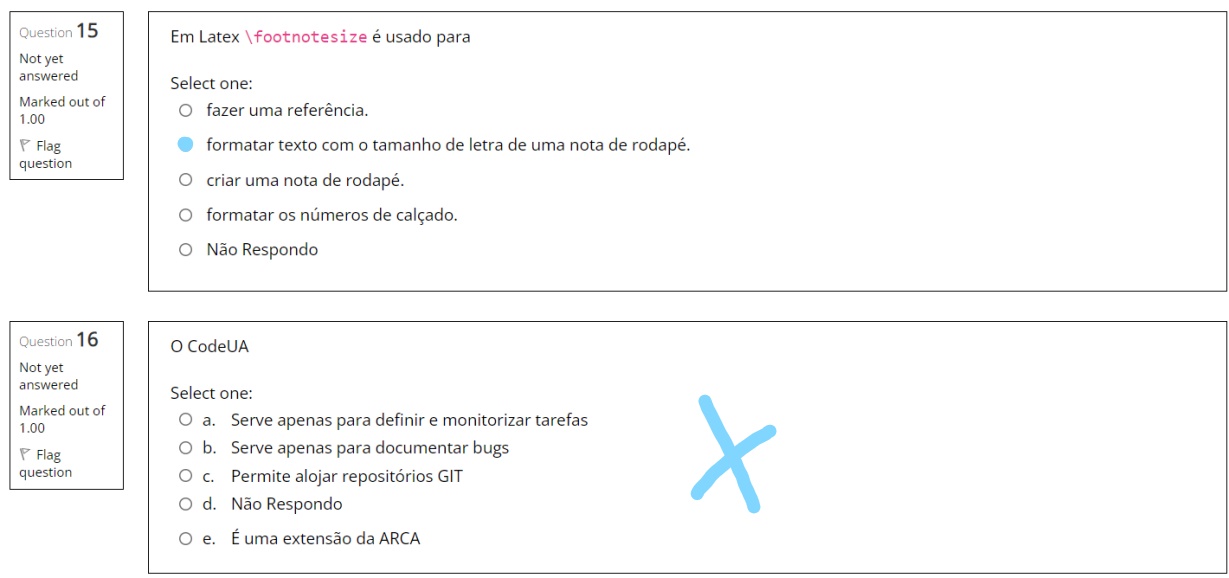 Question 15
Not yet
answered
Marked out of
1.00
Flag
question
Em Latex \footnotesize é usado para
Select one:
fazer uma referência.
formatar texto com o tamanho de letra de uma nota de rodapé.
criar uma nota de rodapé.
formatar os números de calçado.
Não Respondo
Question 16
Not yet
answered
Marked out of
1.00
Flag
question
O CodeUA
Select one:
a. Serve apenas para definir e monitorizar tarefas
b. Serve apenas para documentar bugs
c. Permite alojar repositórios GIT
d. Não Respondo
e. É uma extensão da ARCA